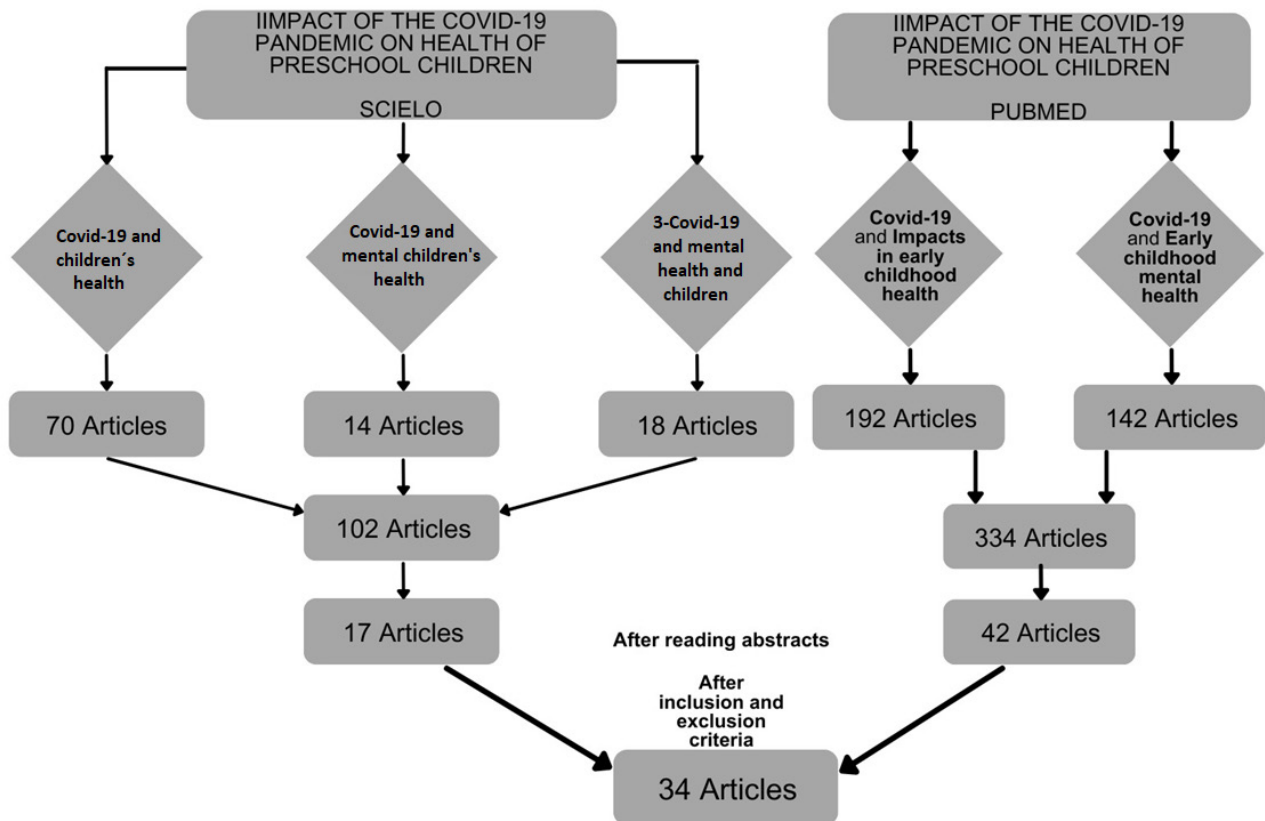 IIMPACT OF THE COVID-19
PANDEMIC ON HEALTH OF
PRESCHOOL CHILDREN
SCIELO
IMPACT OF THE COVID-19
PANDEMIC ON HEALTH OF
PRESCHOOL CHILDREN
PUBMED
Covid-19 and
children´s
health
Covid-19 and
mental children's
health
3-Covid-19
and mental
health and
children
Covid-19
and Impacts
in early
childhood
health
Covid-19
and Early
childhood
mental
health
70 Articles
14 Articles
18 Articles
192 Articles
142 Articles
102 Articles
334 Articles
17 Articles
42 Articles
After reading abstracts
After
inclusion and
exclusion
criteria
34 Articles